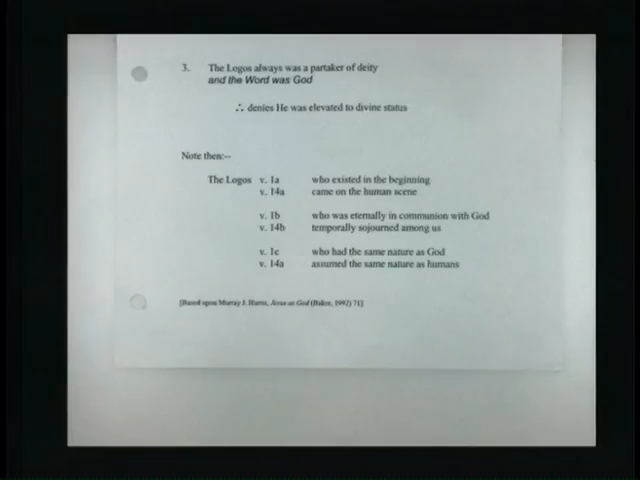 3. The Logos always was a partaker of deity
and the Word was God
∴ denies He was elevated to divine status
Note then:--
The Logos v. 1a who existed in the beginning
v. 14a came on the human scene
v. 1b who was eternally in communion with God
v. 14b temporally sojourned among us
v. 1c who had the same nature as God
v. 14a assumed the same nature as humans
[Based upon Murray J. Harris, Jesus as God (Baker, 1992) 71]